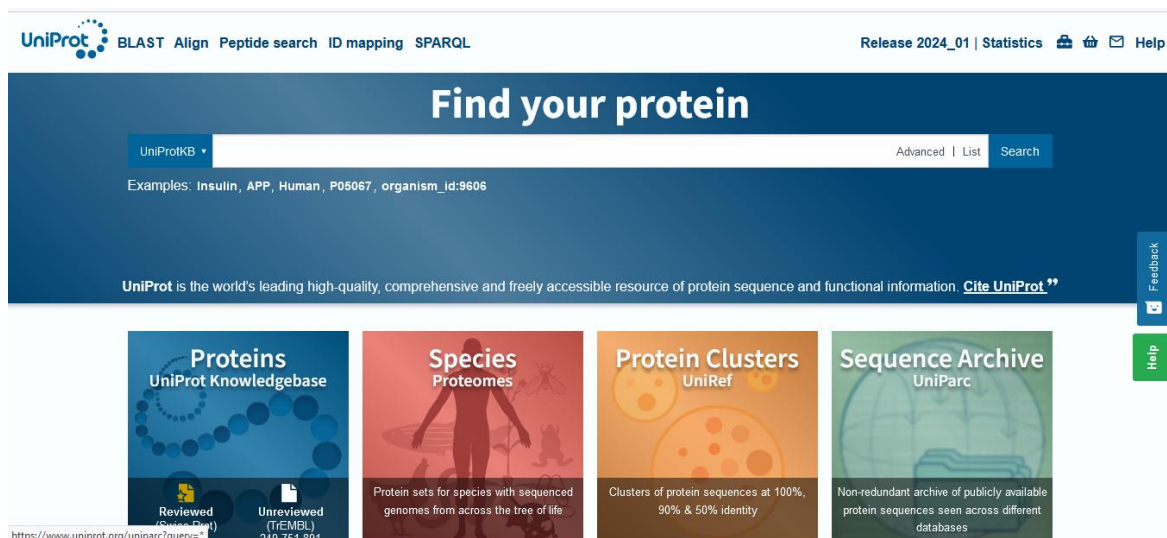 UniProt BLAST Align Peptide search ID mapping SPARQL Release 2024_01 | Statistics Help
Find your protein
UniProtKB Advanced | List Search
Examples: Insulin, APP, Human, P05067, organism_id:9606
Feedback
UniProt is the world's leading high-quality, comprehensive and freely accessible resource of protein sequence and functional information. Cite UniProt”
Help
Proteins
UniProt Knowledgebase
Reviewed
(Swiss-Prot)
Unreviewed
(TrEMBL)
249,751,891
Species
Proteomes
Protein sets for species with sequenced
genomes from across the tree of life
Protein Clusters
UniRef
Clusters of protein sequences at 100%,
90% & 50% identity
Sequence Archive
UniParc
Non-redundant archive of publicly available
protein sequences seen across different
databases
https://www.uniprot.org/uniparc?query=*